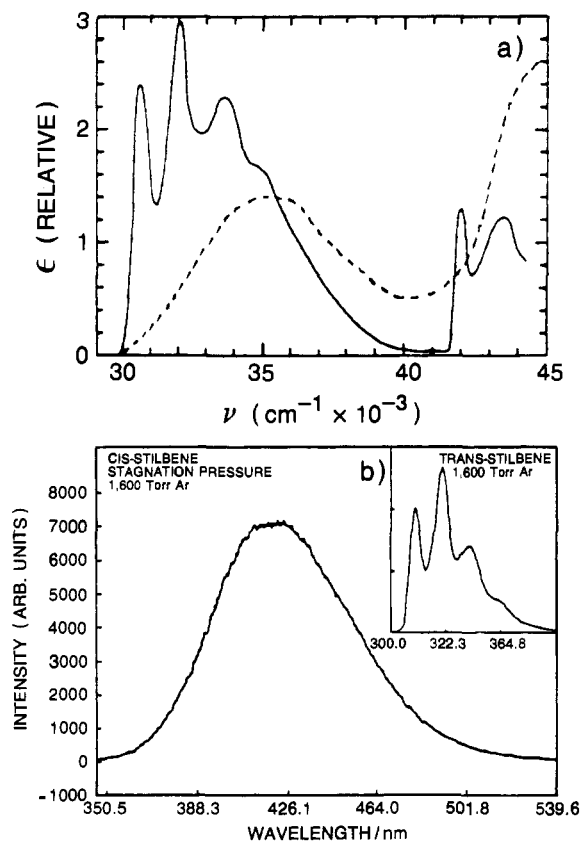 a)
3
2
1
0
ϵ (RELATIVE)
30 35 40 45
ν (cm⁻¹ × 10⁻³)
CIS-STILBENE
STAGNATION PRESSURE
1,600 Torr Ar
b)
TRANS-STILBENE
1,600 Torr Ar
300.0 322.3 364.8
8000
7000
6000
5000
4000
3000
2000
1000
0
-1000
INTENSITY (ARB. UNITS)
350.5 388.3 426.1 464.0 501.8 539.6
WAVELENGTH/nm